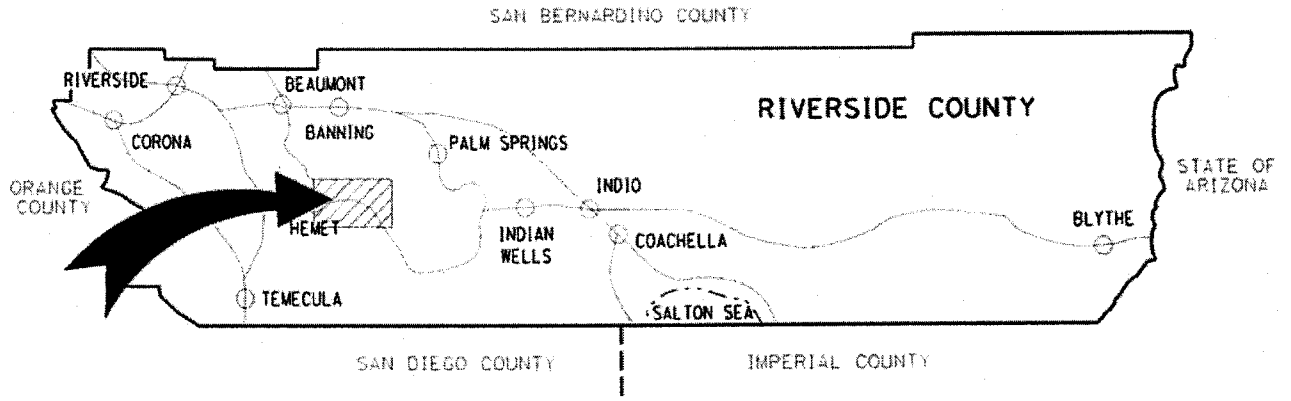 SAN BERNARDINO COUNTY
RIVERSIDE
BEAUMONT
RIVERSIDE COUNTY
CORONA
BANNING
PALM SPRINGS
STATE OF
ARIZONA
ORANGE
COUNTY
INDIO
HEMET
INDIAN
WELLS
COACHELLA
BLYTHE
TEMECULA
SALTON SEA
SAN DIEGO COUNTY
IMPERIAL COUNTY